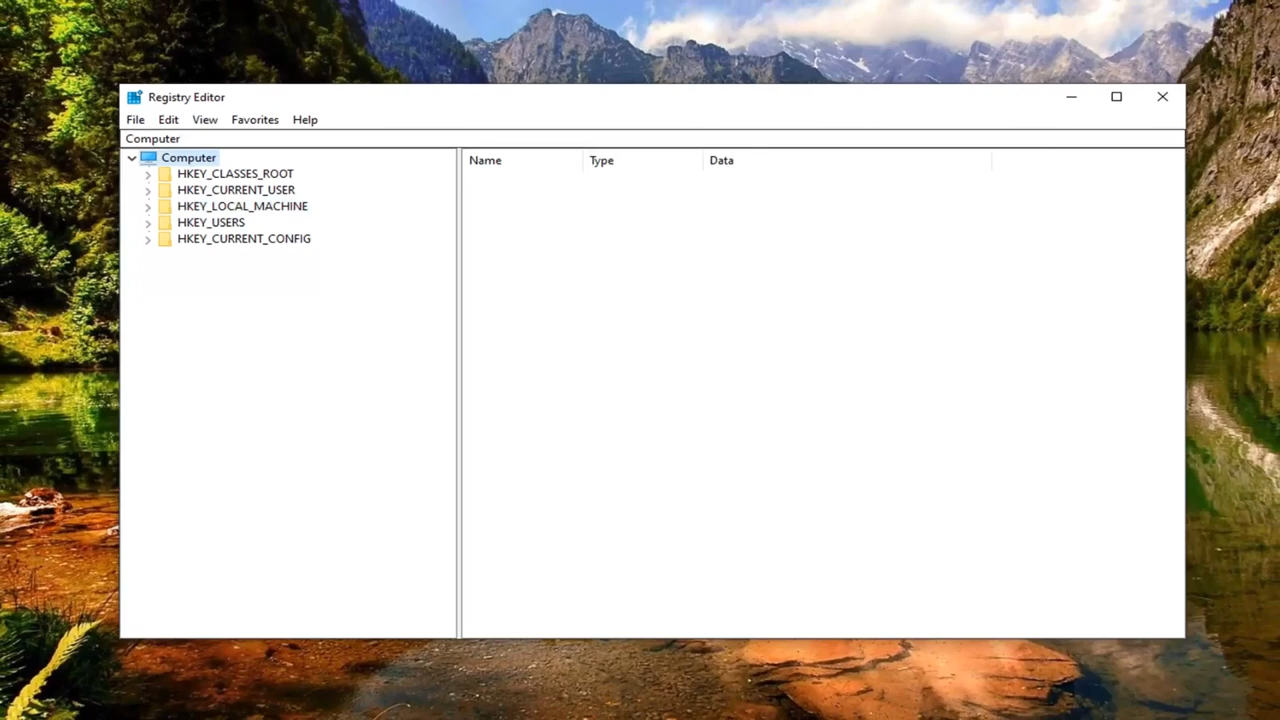 Registry Editor
File Edit View Favorites Help
Computer
Computer
HKEY_CLASSES_ROOT
HKEY_CURRENT_USER
HKEY_LOCAL_MACHINE
HKEY_USERS
HKEY_CURRENT_CONFIG
Name Type Data